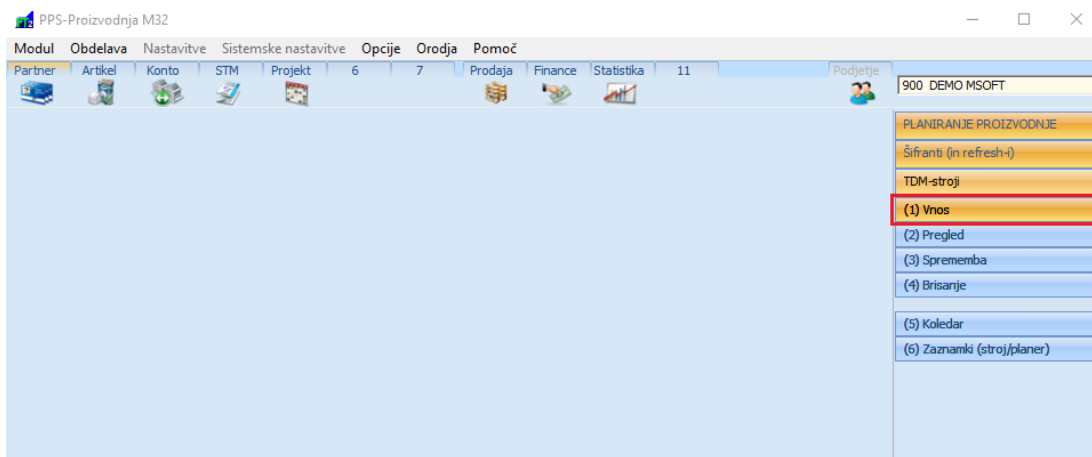 PPS-Proizvodnja M32
Modul Obdelava Nastavitve Sistemske nastavitve Opcije Orodja Pomoč
Partner Artikel Konto STM Projekt 6 7 Prodaja Finance Statistika 11 Podjetje
900 DEMO MSOFT
PLANIRANJE PROIZVODNJE
Šifranti (in refresh-i)
TDM-stroji
(1) Vnos
(2) Pregled
(3) Sprememba
(4) Brisanje
(5) Koledar
(6) Zaznamki (stroj/planer)